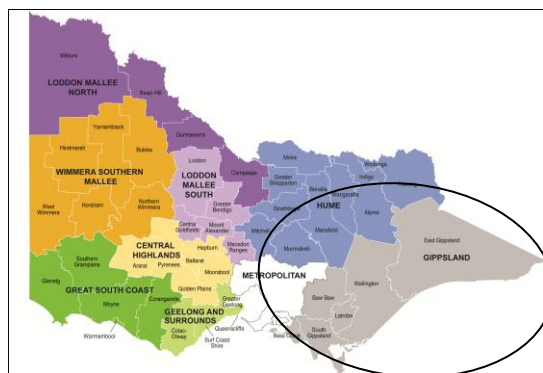 Mildura
LODDON MALLEE
NORTH
Swan Hill
Gannawarra
Yarriambiack
Hindmarsh
Buloke
WIMMERA SOUTHERN
MALLEE
West
Wimmera
Horsham
Northern
Wimmera
Loddon
Campaspe
LODDON MALLEE
SOUTH
Greater
Bendigo
Central
Goldfields
Mount
Alexander
Macedon
Ranges
Moira
Greater
Shepparton
Wodonga
Indigo
Towong
Benalla
Wangaratta
Strathbogie
HUME
Alpine
Mitchell
Mansfield
Murrindindi
East Gippsland
GIPPSLAND
Wellington
Baw Baw
Latrobe
South
Gippsland
Bass Coast
METROPOLITAN
CENTRAL
HIGHLANDS
Hepburn
Ararat
Pyrenees
Ballarat
Moorabool
Golden Plains
Southern
Grampians
Glenelg
GREAT SOUTH COAST
Moyne
Corangamite
Warrnambool
Greater
Geelong
GEELONG AND
SURROUNDS
Queenscliffe
Colac-
Otway
Surf Coast
Shire